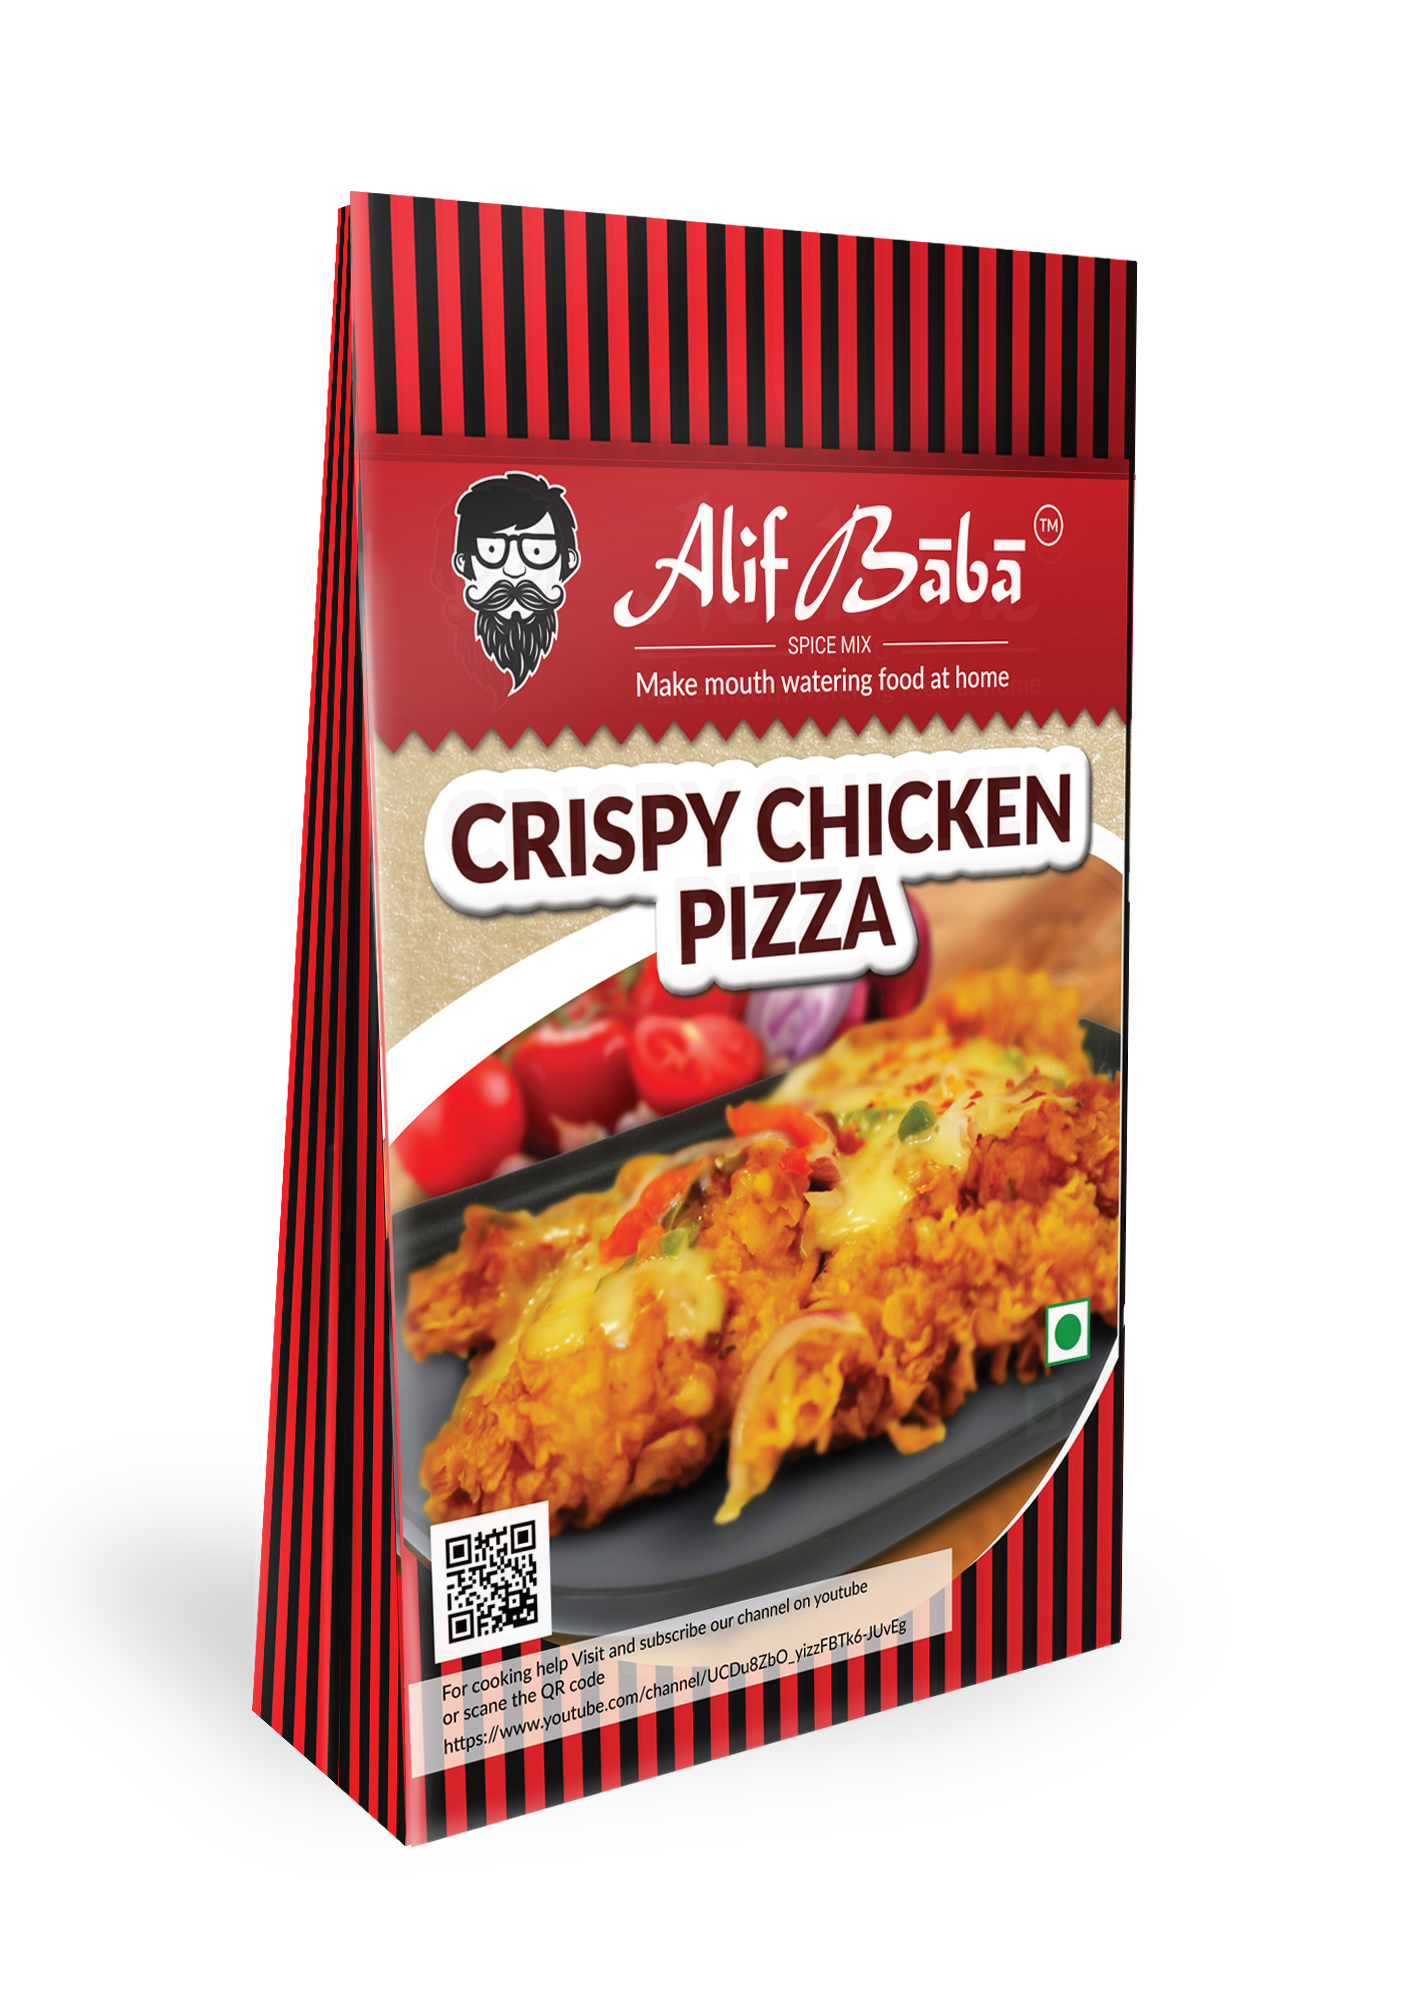 Alif Bābā TM
SPICE MIX
Make mouth watering food at home
CRISPY CHICKEN
PIZZA
For cooking help Visit and subscribe our channel on youtube
or scane the QR code
https://www.youtube.com/channel/UCDu8ZbO_yizzFBTk6-JUvEg